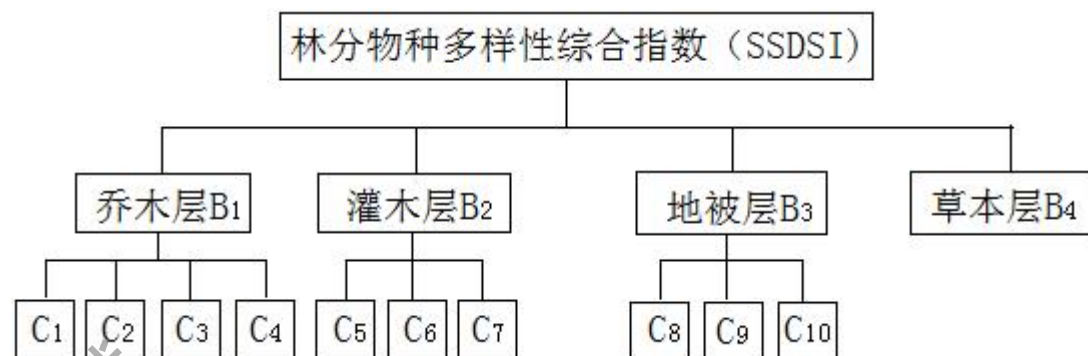 林分物种多样性综合指数（SSDSI）
乔木层B1 灌木层B2 地被层B3 草本层B4
C1 C2 C3 C4 C5 C6 C7 C8 C9 C10